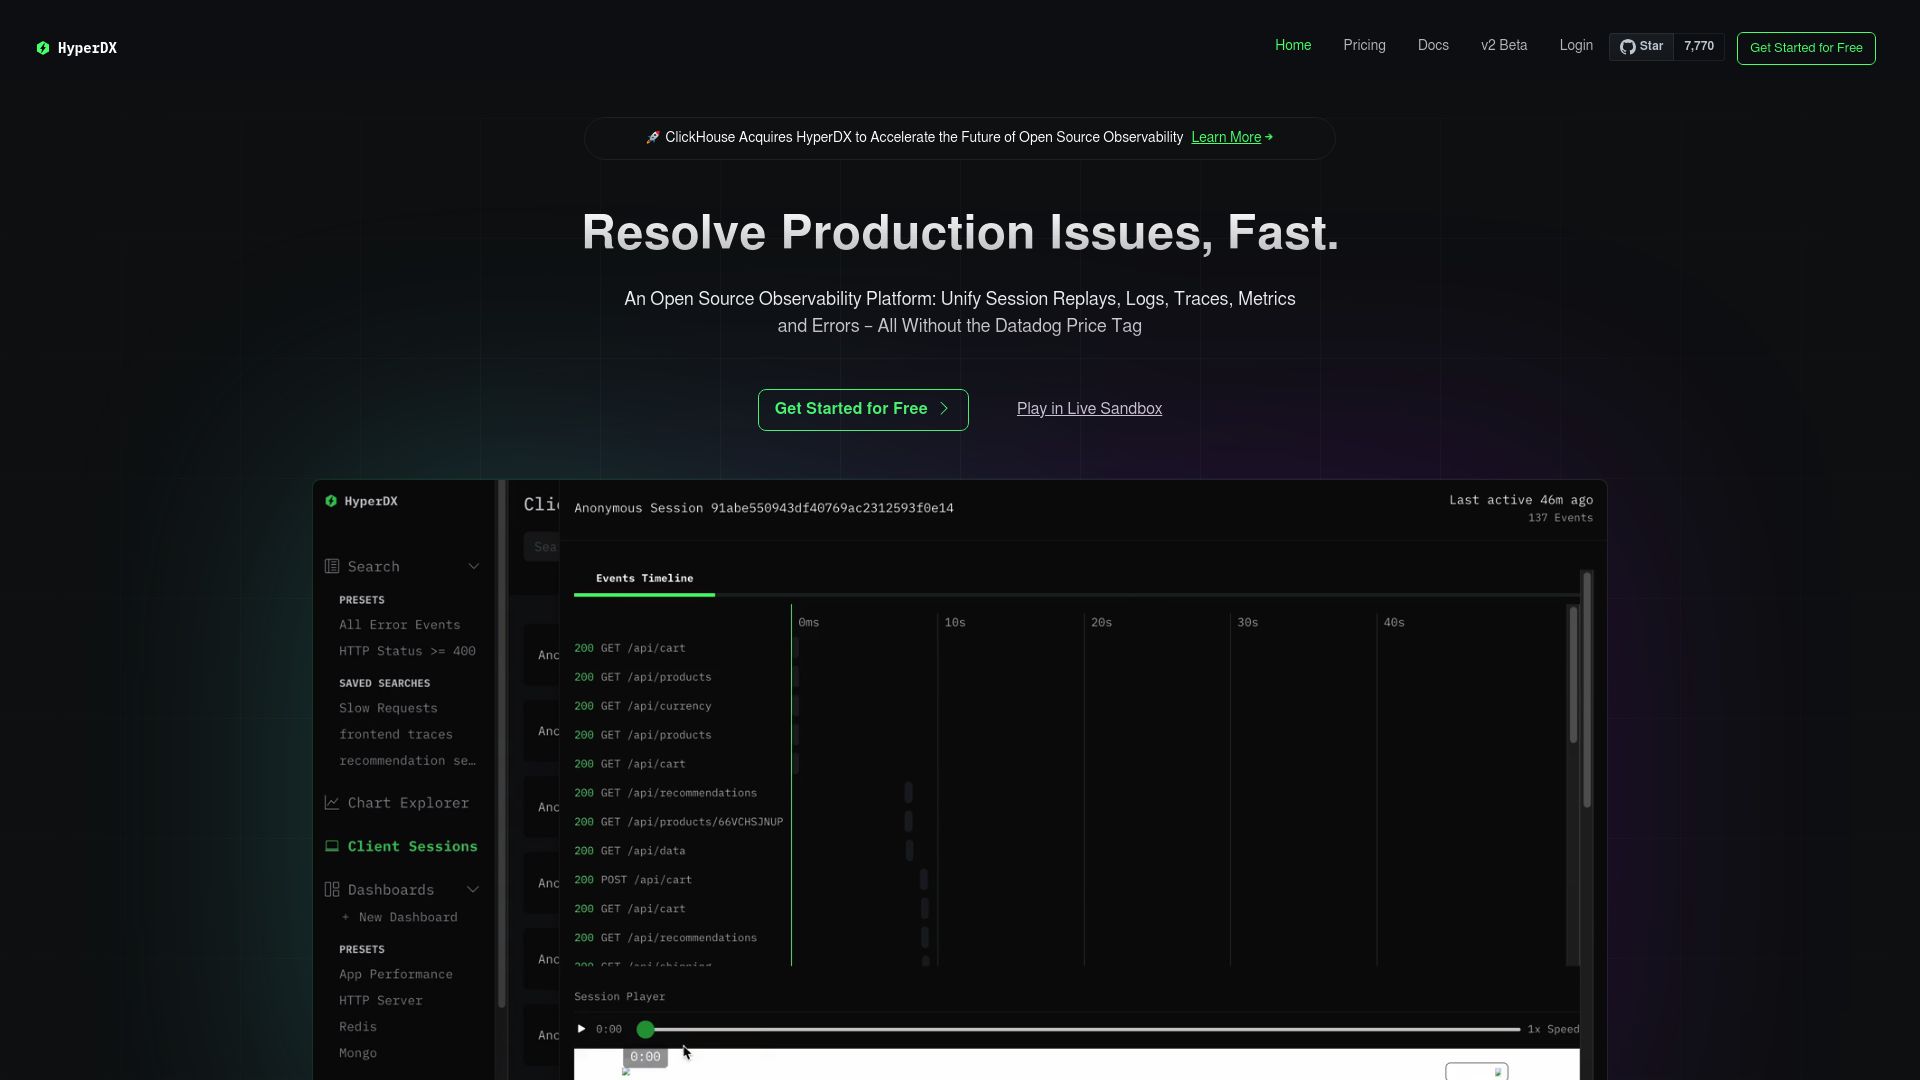 HyperDX
Home
Pricing
Docs
v2 Beta
Login
Star
7,770
Get Started for Free
🚀 ClickHouse Acquires HyperDX to Accelerate the Future of Open Source Observability Learn More →
Resolve Production Issues, Fast.
An Open Source Observability Platform: Unify Session Replays, Logs, Traces, Metrics
and Errors – All Without the Datadog Price Tag
Get Started for Free
Play in Live Sandbox
HyperDX
Search
PRESETS
All Error Events
HTTP Status >= 400
SAVED SEARCHES
Slow Requests
frontend traces
recommendation se…
Chart Explorer
Client Sessions
Dashboards
+ New Dashboard
PRESETS
App Performance
HTTP Server
Redis
Mongo
Clie
Sea
Anc
Anc
Anc
Anc
Anc
Anc
Anonymous Session 91abe550943df40769ac2312593f0e14
Last active 46m ago
137 Events
Events Timeline
0ms
10s
20s
30s
40s
200 GET /api/cart
200 GET /api/products
200 GET /api/currency
200 GET /api/products
200 GET /api/cart
200 GET /api/recommendations
200 GET /api/products/66VCHSJNUP
200 GET /api/data
200 POST /api/cart
200 GET /api/cart
200 GET /api/recommendations
200 GET /api/shipping
Session Player
0:00
1x Speed
0:00